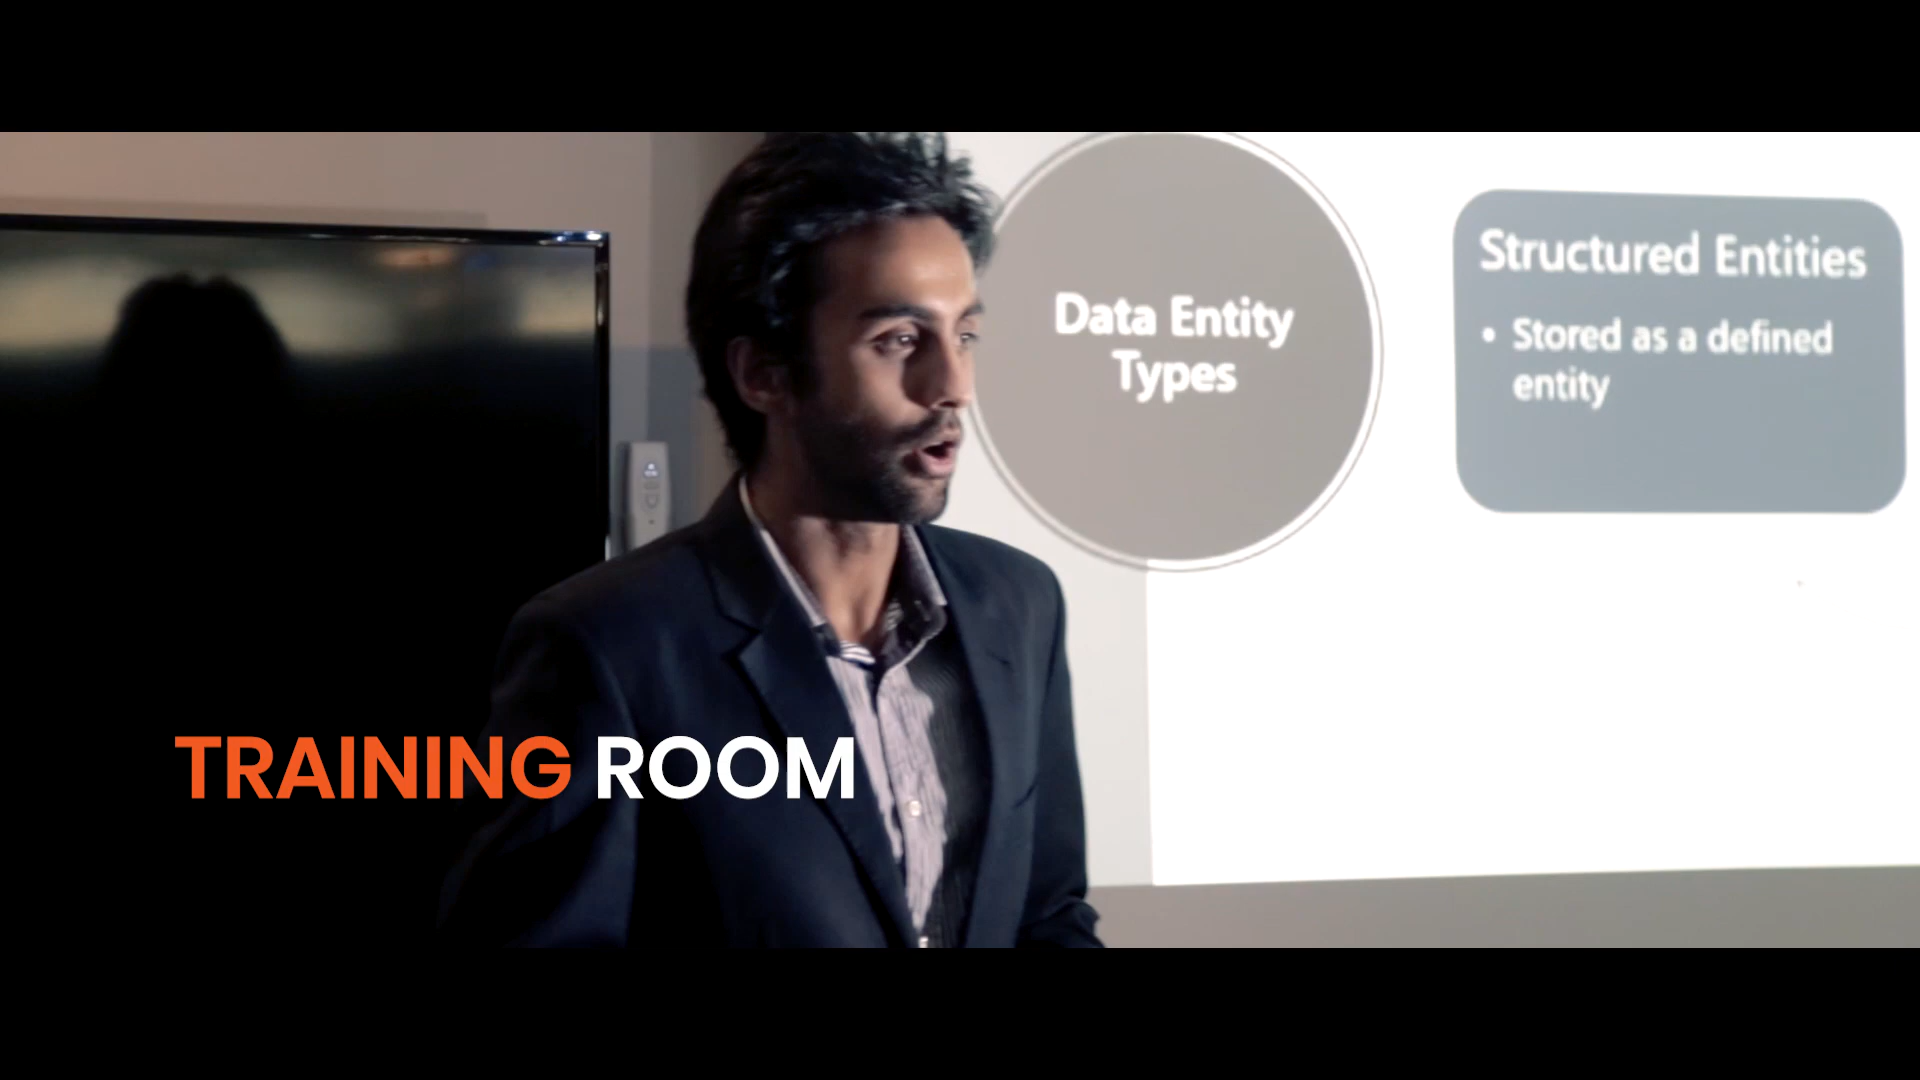 Data Entity
Types
Structured Entities
• Stored as a defined
entity
TRAINING ROOM